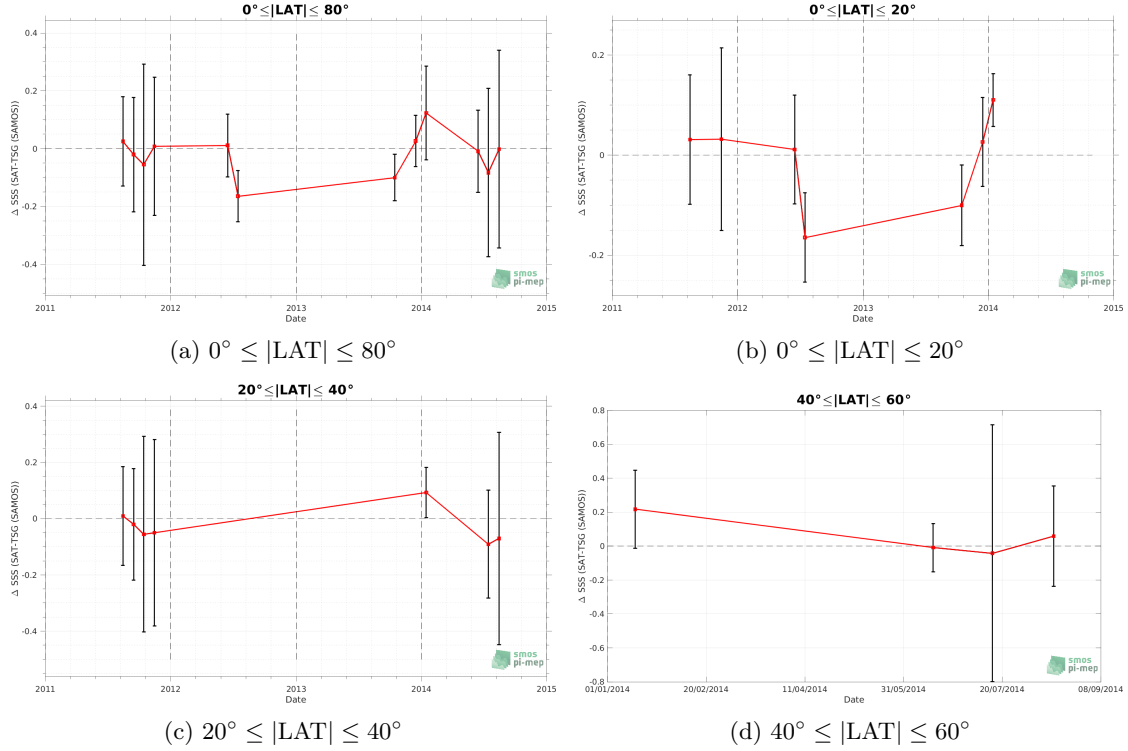 0°≤|LAT|≤ 80°
0.4
0.2
0
-0.2
-0.4
Δ SSS (SAT-TSG (SAMOS))
2011
2012
2013
2014
2015
Date
smos
pi-mep
(a) 0° ≤ |LAT| ≤ 80°
0°≤|LAT|≤ 20°
0.2
0
-0.2
Δ SSS (SAT-TSG (SAMOS))
2011
2012
2013
2014
2015
Date
smos
pi-mep
(b) 0° ≤ |LAT| ≤ 20°
20°≤|LAT|≤ 40°
0.4
0.2
0
-0.2
-0.4
Δ SSS (SAT-TSG (SAMOS))
2011
2012
2013
2014
2015
Date
smos
pi-mep
(c) 20° ≤ |LAT| ≤ 40°
40°≤|LAT|≤ 60°
0.8
0.6
0.4
0.2
0
-0.2
-0.4
-0.6
-0.8
Δ SSS (SAT-TSG (SAMOS))
01/01/2014
20/02/2014
11/04/2014
31/05/2014
20/07/2014
08/09/2014
Date
smos
pi-mep
(d) 40° ≤ |LAT| ≤ 60°